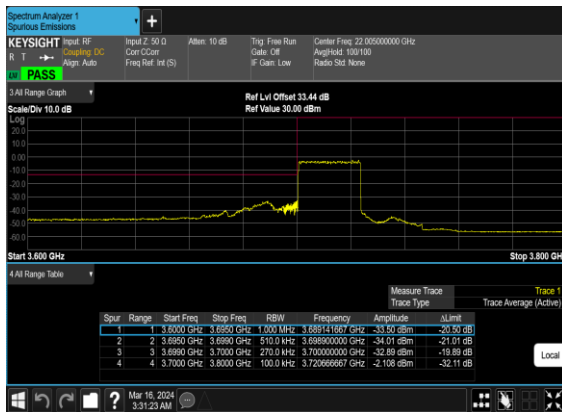 Spectrum Analyzer 1
Spurious Emissions
KEYSIGHT Input: RF Input Z: 50 Ω Atten: 10 dB Trig: Free Run Center Freq: 22.005000000 GHz
R T Coupling: DC Corr CCorr Gate: Off Avg|Hold: 100/100
Align: Auto Freq Ref: Int (S) IF Gain: Low Radio Std: None
PASS
3 All Range Graph
Ref Lvl Offset 33.44 dB
Scale/Div 10.0 dB Ref Value 30.00 dBm
Log
20.0
10.0
0.00
-10.0
-20.0
-30.0
-40.0
-50.0
-60.0
Start 3.600 GHz Stop 3.800 GH
4 All Range Table
Measure Trace Trace 1
Trace Type Trace Average (Active)
Spur Range Start Freq Stop Freq RBW Frequency Amplitude ΔLimit
1 1 3.6000 GHz 3.6950 GHz 1.000 MHz 3.689141667 GHz -33.50 dBm -20.50 dB
2 2 3.6950 GHz 3.6990 GHz 510.0 kHz 3.698900000 GHz -34.01 dBm -21.01 dB
3 3 3.6990 GHz 3.7000 GHz 270.0 kHz 3.700000000 GHz -32.89 dBm -19.89 dB
4 4 3.7000 GHz 3.8000 GHz 100.0 kHz 3.720666667 GHz -2.108 dBm -32.11 dB
Local
Mar 16, 2024
3:31:23 AM